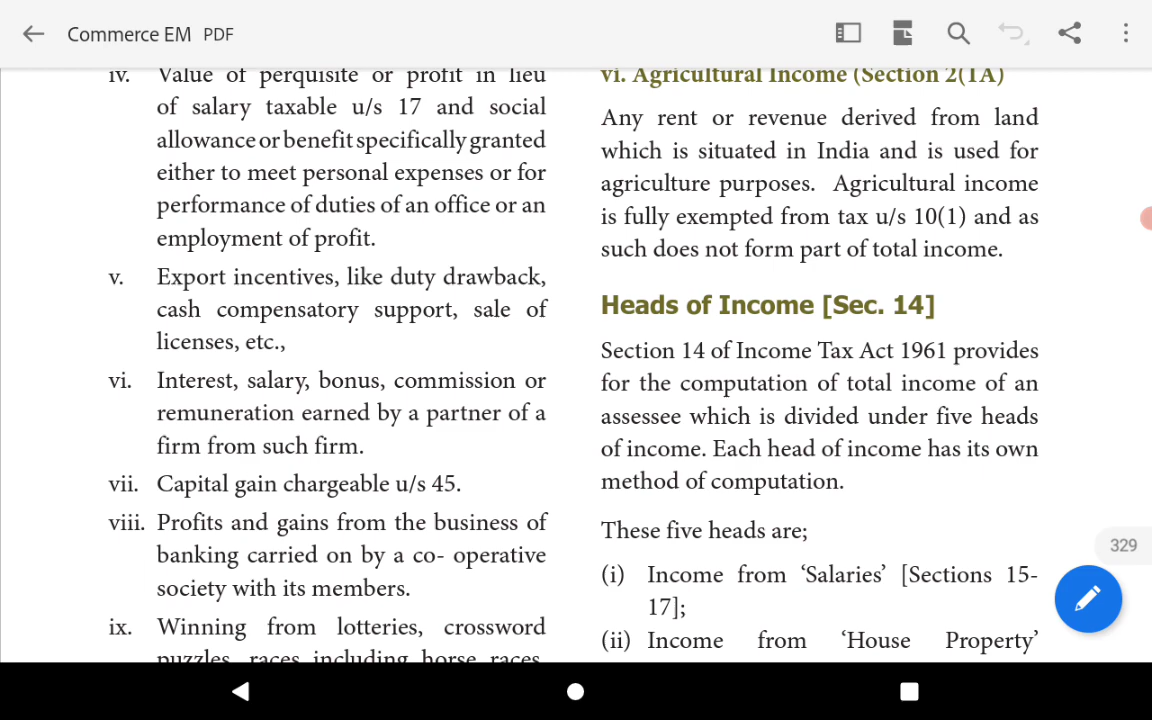 Commerce EM PDF
iv. Value of perquisite or profit in lieu
of salary taxable u/s 17 and social
allowance or benefit specifically granted
either to meet personal expenses or for
performance of duties of an office or an
employment of profit.
v. Export incentives, like duty drawback,
cash compensatory support, sale of
licenses, etc.,
vi. Interest, salary, bonus, commission or
remuneration earned by a partner of a
firm from such firm.
vii. Capital gain chargeable u/s 45.
viii. Profits and gains from the business of
banking carried on by a co- operative
society with its members.
ix. Winning from lotteries, crossword
puzzles, races including horse races,
vi. Agricultural Income (Section 2(1A)
Any rent or revenue derived from land
which is situated in India and is used for
agriculture purposes. Agricultural income
is fully exempted from tax u/s 10(1) and as
such does not form part of total income.
Heads of Income [Sec. 14]
Section 14 of Income Tax Act 1961 provides
for the computation of total income of an
assessee which is divided under five heads
of income. Each head of income has its own
method of computation.
These five heads are;
(i) Income from ‘Salaries’ [Sections 15-
17];
(ii) Income from ‘House Property’
329